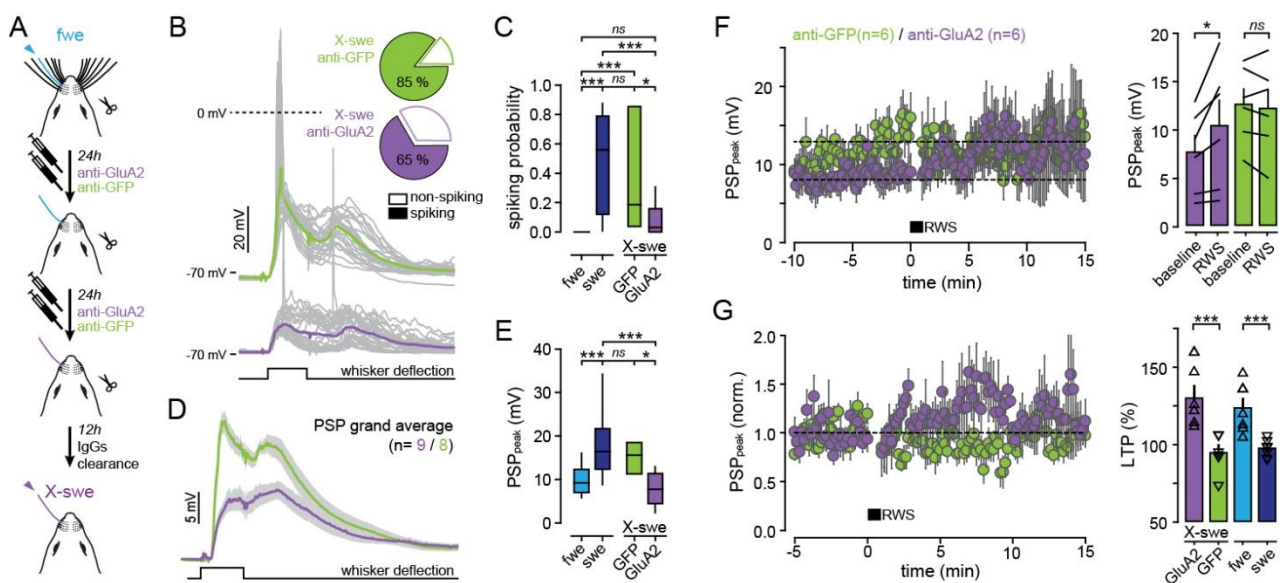 A
fwe
24h
anti-GluA2
anti-GFP
24h
anti-GluA2
anti-GFP
12h
IgGs
clearance
X-swe
B
X-swe
anti-GFP
85 %
0 mV
X-swe
anti-GluA2
65 %
non-spiking
spiking
20 mV
-70 mV
-70 mV
whisker deflection
C
ns
***
***
*** ns *
spiking probability
1.0
0.8
0.6
0.4
0.2
0.0
X-swe
fwe
swe
GFP
GluA2
D
PSP grand average
(n= 9 / 8)
5 mV
whisker deflection
E
***
*** ns *
PSPpeak (mV)
40
30
20
10
0
X-swe
fwe
swe
GFP
GluA2
F
anti-GFP(n=6) / anti-GluA2 (n=6)
PSPpeak (mV)
25
20
15
10
5
0
RWS
-10 -5 0 5 10 15
time (min)
* ns
PSPpeak (mV)
20
15
10
5
0
baseline
RWS
baseline
RWS
G
PSPpeak (norm.)
2.0
1.5
1.0
0.5
0.0
RWS
-5 0 5 10 15
time (min)
*** ***
LTP (%)
150
100
50
X-swe
GluA2
GFP
fwe
swe